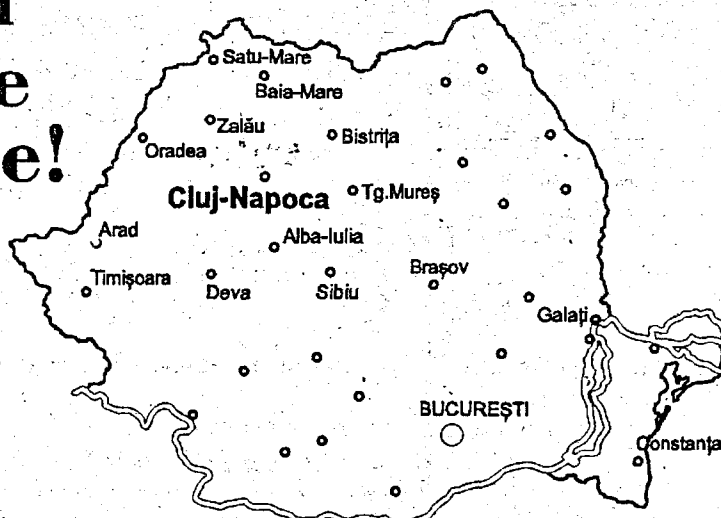 e
e!
Satu-Mare
Baia-Mare
Zalău
Bistrița
Oradea
Cluj-Napoca
Tg.Mureș
Arad
Alba-Iulia
Timișoara
Deva
Sibiu
Brașov
Galați
BUCUREȘTI
Constanța